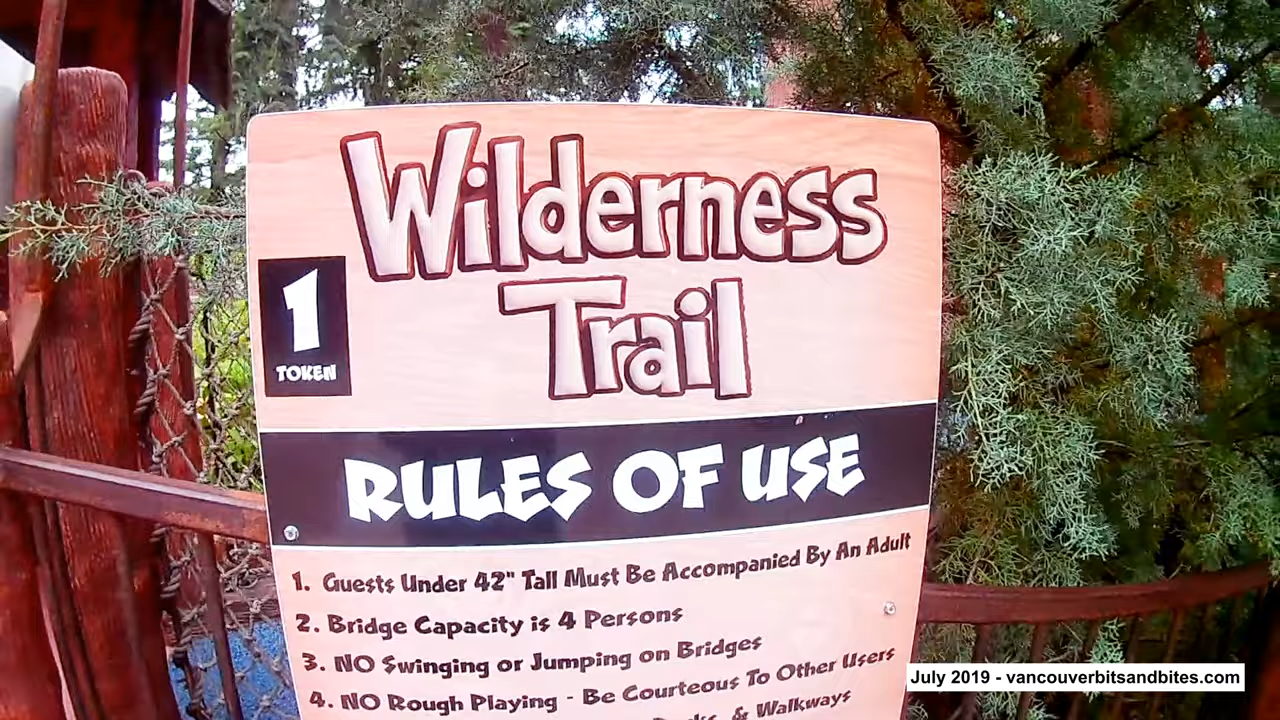 Wilderness
Trail
1
TOKEN
RULES OF USE
1. Guests Under 42" Tall Must Be Accompanied By An Adult
2. Bridge Capacity is 4 Persons
3. NO Swinging or Jumping on Bridges
4. NO Rough Playing - Be Courteous To Other Users
& Walkways
July 2019 - vancouverbitsandbites.com